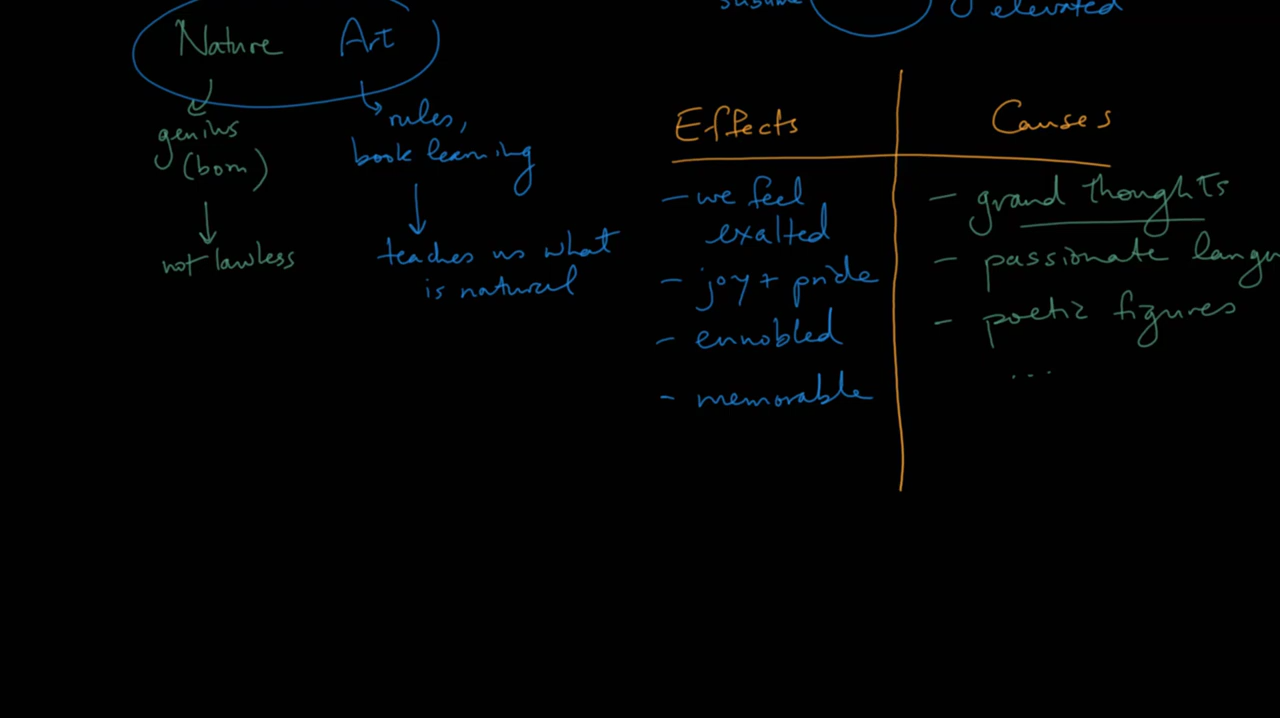 sublime
elevated
Nature Art
genius
(born)
not lawless
rules,
book learning
teaches us what
is natural
Effects
- we feel
exalted
- joy + pride
- ennobled
- memorable
Causes
- grand thoughts
- passionate langu
- poetic figures
...